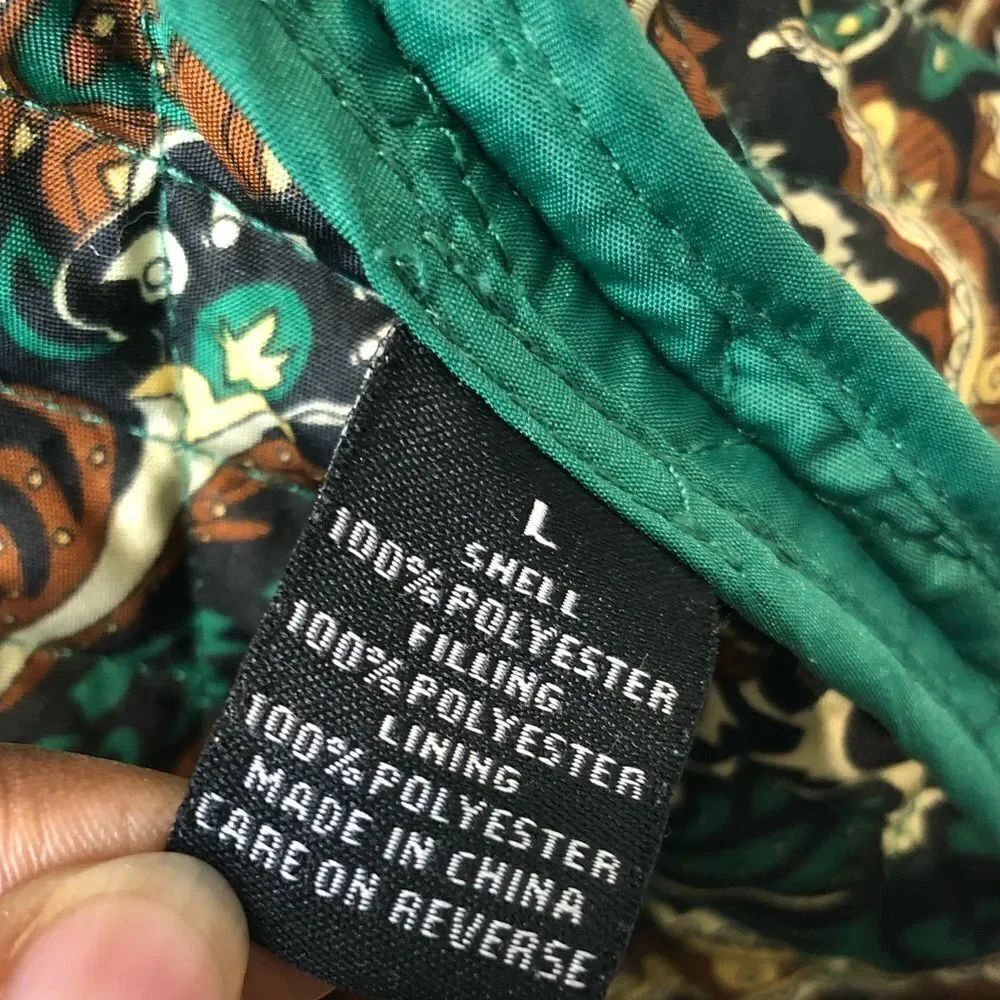 L
SHELL
100%POLYESTER
FILLING
100%POLYESTER
LINING
100%POLYESTER
MADE IN CHINA
CARE ON REVERSE